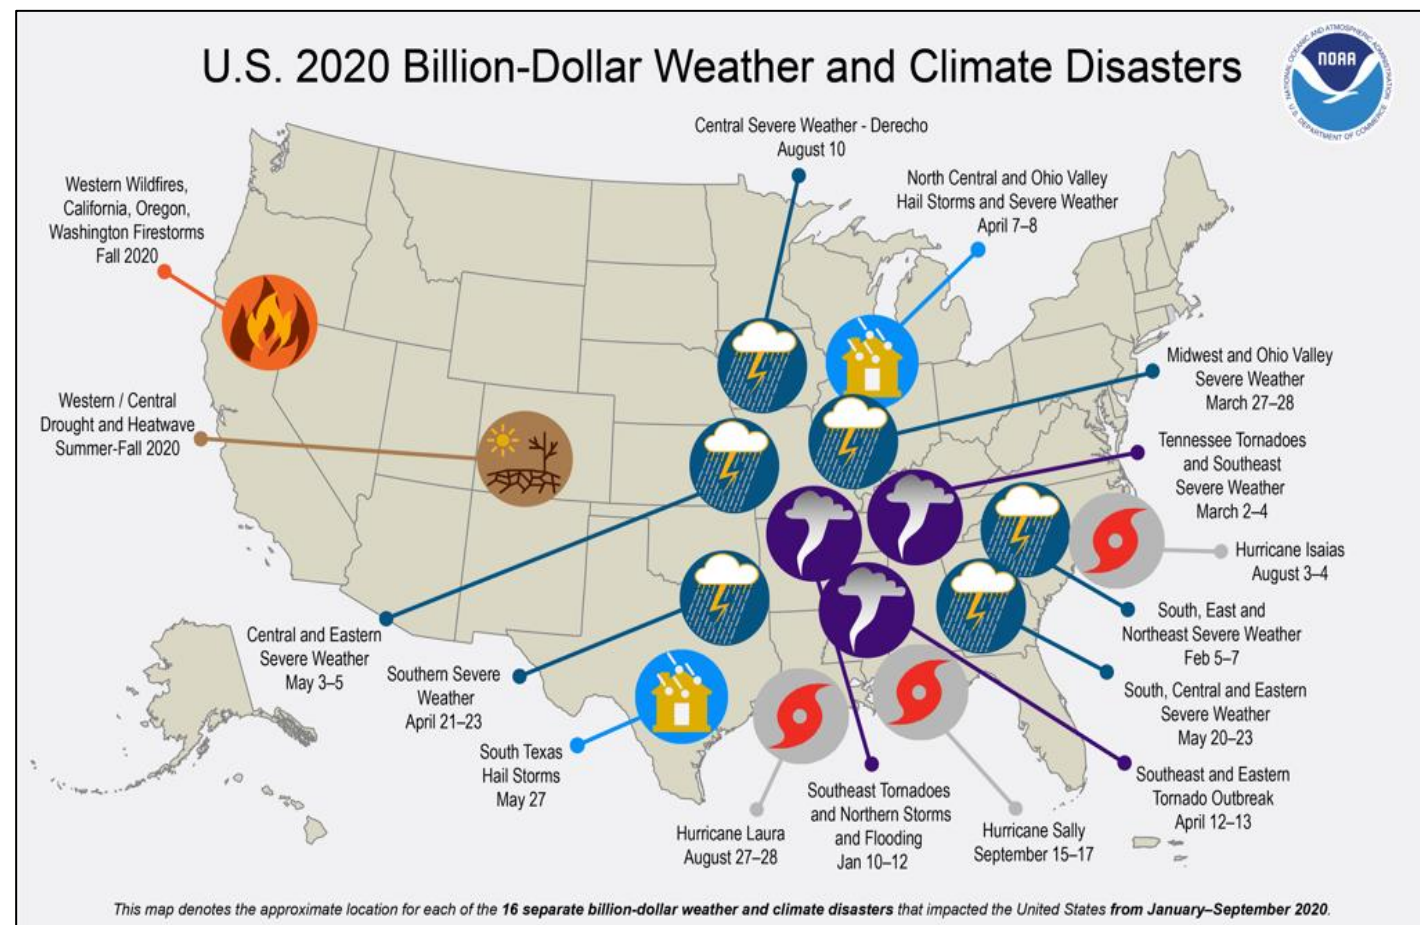 U.S. 2020 Billion-Dollar Weather and Climate Disasters
NATIONAL OCEANIC AND ATMOSPHERIC ADMINISTRATION
NOAA
U.S. DEPARTMENT OF COMMERCE
Central Severe Weather - Derecho
August 10
North Central and Ohio Valley
Hail Storms and Severe Weather
April 7–8
Western Wildfires,
California, Oregon,
Washington Firestorms
Fall 2020
Midwest and Ohio Valley
Severe Weather
March 27–28
Western / Central
Drought and Heatwave
Summer-Fall 2020
Tennessee Tornadoes
and Southeast
Severe Weather
March 2–4
Hurricane Isaias
August 3–4
South, East and
Northeast Severe Weather
Feb 5–7
Central and Eastern
Severe Weather
May 3–5
Southern Severe
Weather
April 21–23
South, Central and Eastern
Severe Weather
May 20–23
South Texas
Hail Storms
May 27
Southeast and Eastern
Tornado Outbreak
April 12–13
Hurricane Laura
August 27–28
Southeast Tornadoes
and Northern Storms
and Flooding
Jan 10–12
Hurricane Sally
September 15–17
This map denotes the approximate location for each of the 16 separate billion-dollar weather and climate disasters that impacted the United States from January–September 2020.